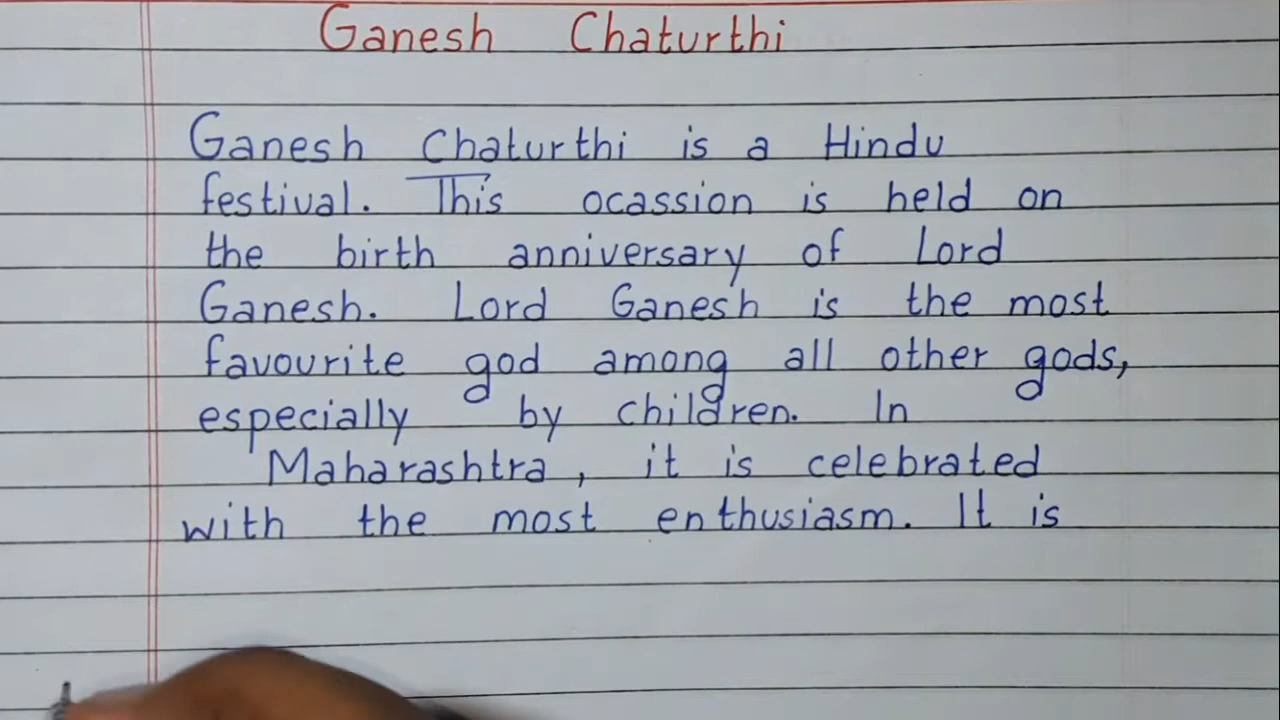 Ganesh Chaturthi
Ganesh Chaturthi is a Hindu
festival. This ocassion is held on
the birth anniversary of Lord
Ganesh. Lord Ganesh is the most
favourite god among all other gods,
especially by children. In
Maharashtra, it is celebrated
with the most enthusiasm. It is